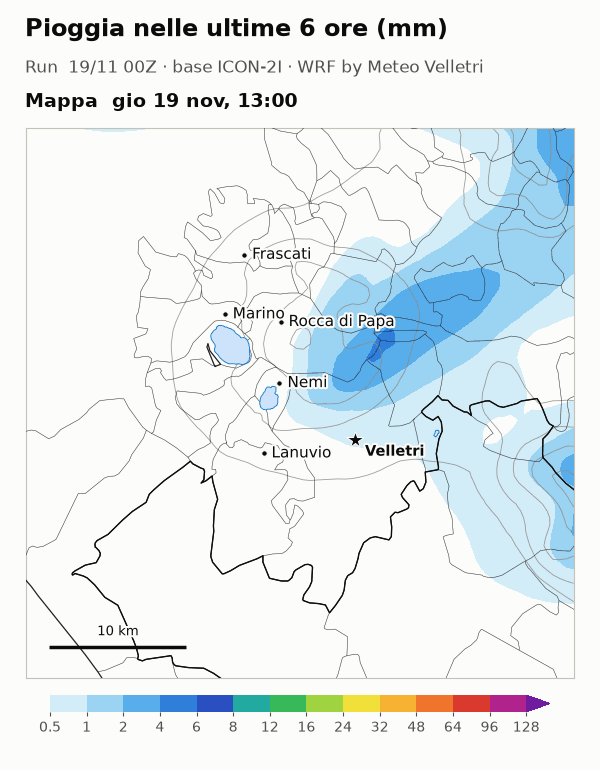 Pioggia nelle ultime 6 ore (mm)
Run  19/11 00Z · base ICON-2I · WRF by Meteo Velletri
Mappa  gio 19 nov, 13:00
Frascati
Marino
Rocca di Papa
Nemi
Velletri
Lanuvio
10 km
0.5 1 2 4 6 8 12 16 24 32 48 64 96 128